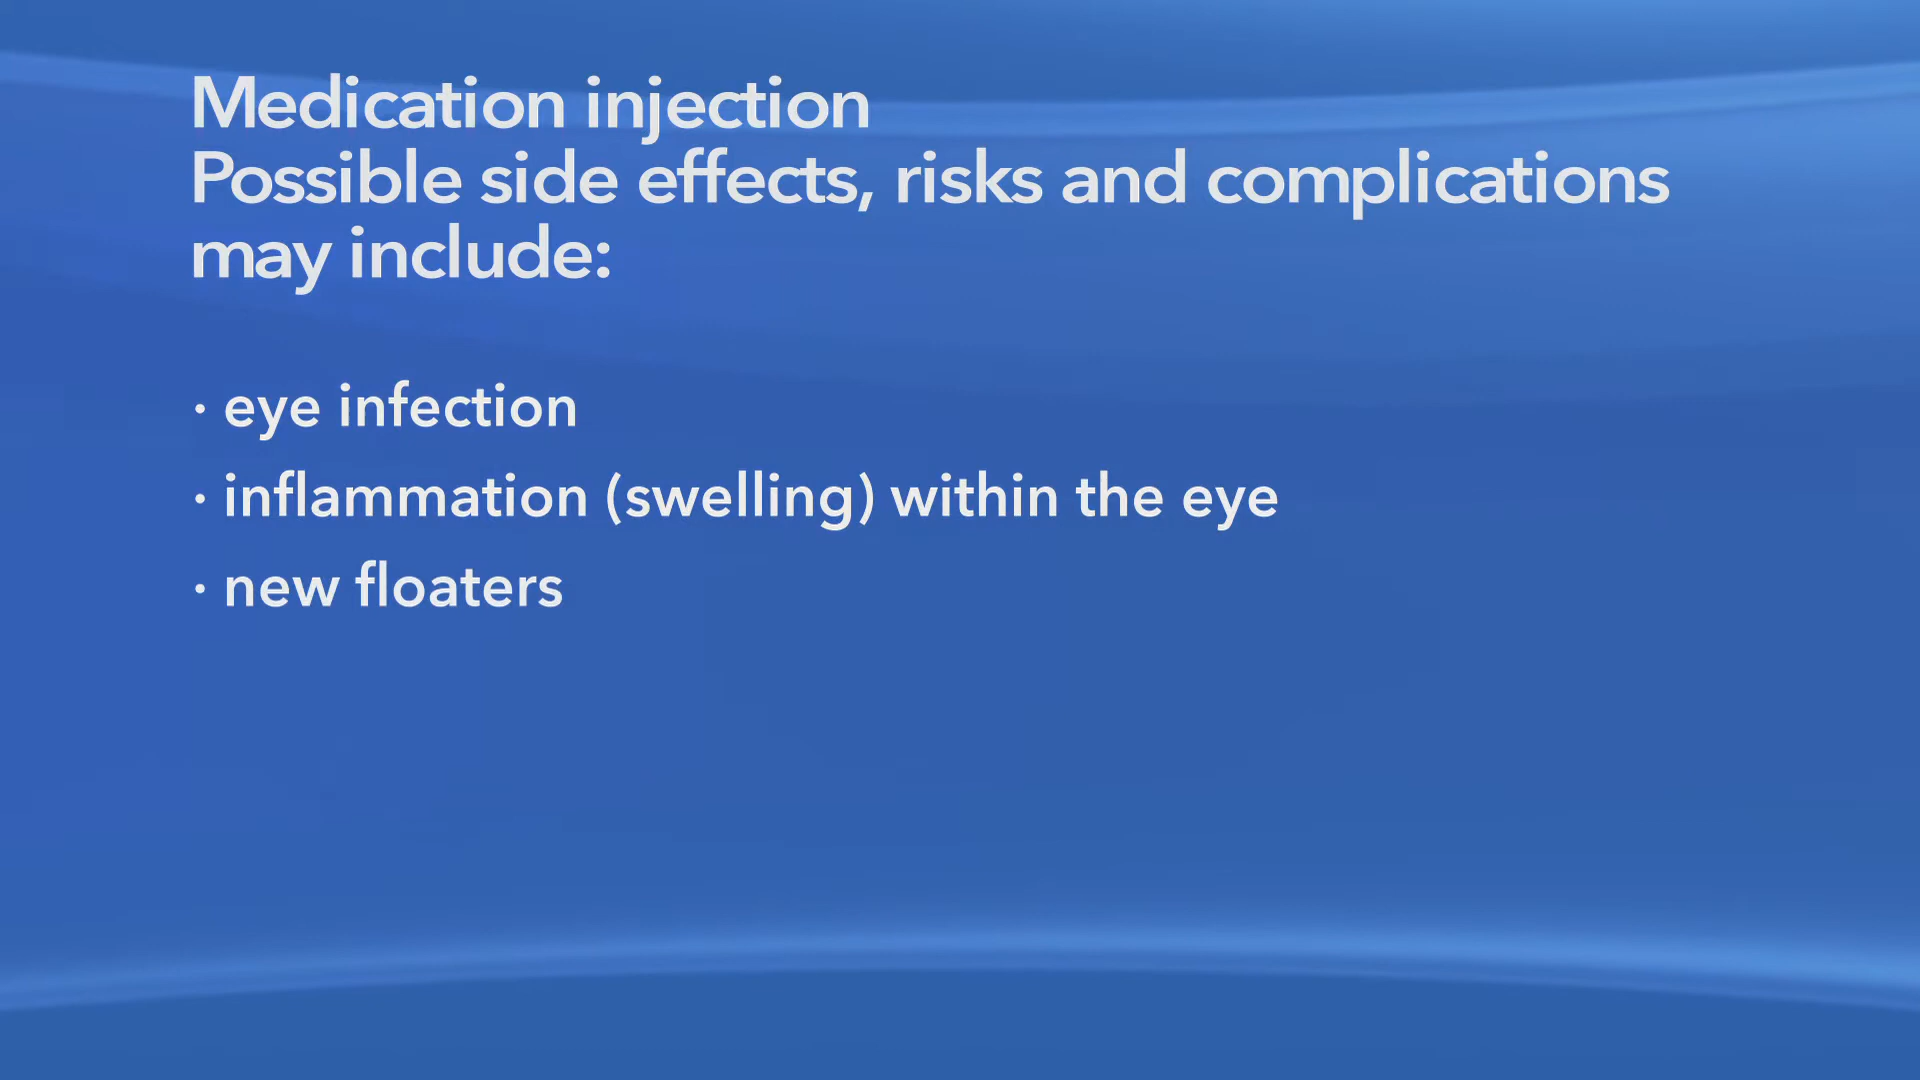 Medication injection
Possible side effects, risks and complications
may include:
· eye infection
· inflammation (swelling) within the eye
· new floaters